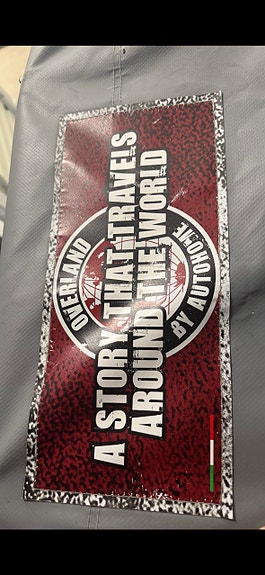 OVERLAND
A STORY THAT TRAVELS
AROUND THE WORLD
BY AUTOHOME